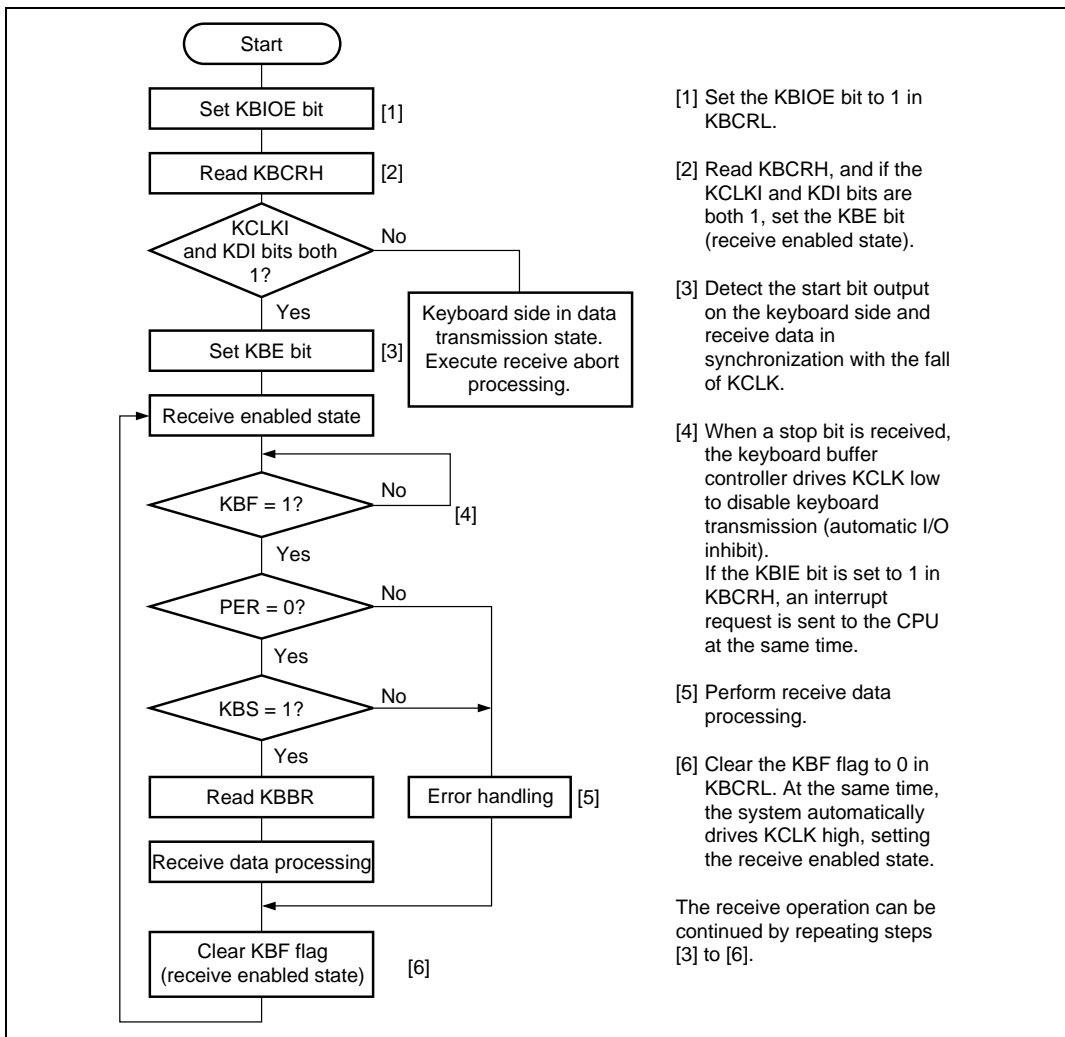 Start
Set KBIOE bit
[1]
Read KBCRH
[2]
KCLKI
and KDI bits both
1?
No
Yes
Keyboard side in data
transmission state.
Execute receive abort
processing.
Set KBE bit
[3]
Receive enabled state
KBF = 1?
No
[4]
Yes
PER = 0?
No
Yes
KBS = 1?
No
Yes
Read KBBR
Error handling
[5]
Receive data processing
Clear KBF flag
(receive enabled state)
[6]
[1] Set the KBIOE bit to 1 in
KBCRL.
[2] Read KBCRH, and if the
KCLKI and KDI bits are
both 1, set the KBE bit
(receive enabled state).
[3] Detect the start bit output
on the keyboard side and
receive data in
synchronization with the fall
of KCLK.
[4] When a stop bit is received,
the keyboard buffer
controller drives KCLK low
to disable keyboard
transmission (automatic I/O
inhibit).
If the KBIE bit is set to 1 in
KBCRH, an interrupt
request is sent to the CPU
at the same time.
[5] Perform receive data
processing.
[6] Clear the KBF flag to 0 in
KBCRL. At the same time,
the system automatically
drives KCLK high, setting
the receive enabled state.
The receive operation can be
continued by repeating steps
[3] to [6].